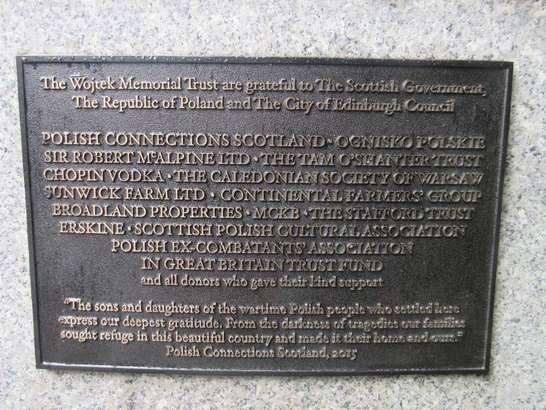 The Wojtek Memorial Trust are grateful to The Scottish Government,
The Republic of Poland and The City of Edinburgh Council
POLISH CONNECTIONS SCOTLAND · OGNISKO POLSKIE
SIR ROBERT MCALPINE LTD · THE TAM O'SHANTER TRUST
CHOPIN VODKA · THE CALEDONIAN SOCIETY OF WARSAW
SUNWICK FARM LTD · CONTINENTAL FARMERS' GROUP
BROADLAND PROPERTIES · MCKB · THE STAFFORD TRUST
ERSKINE · SCOTTISH POLISH CULTURAL ASSOCIATION
POLISH EX-COMBATANTS' ASSOCIATION
IN GREAT BRITAIN TRUST FUND
and all donors who gave their kind support
"The sons and daughters of the wartime Polish people who settled here
express our deepest gratitude. From the darkness of tragedies our families
sought refuge in this beautiful country and made it their home and ours."
Polish Connections Scotland, 2015